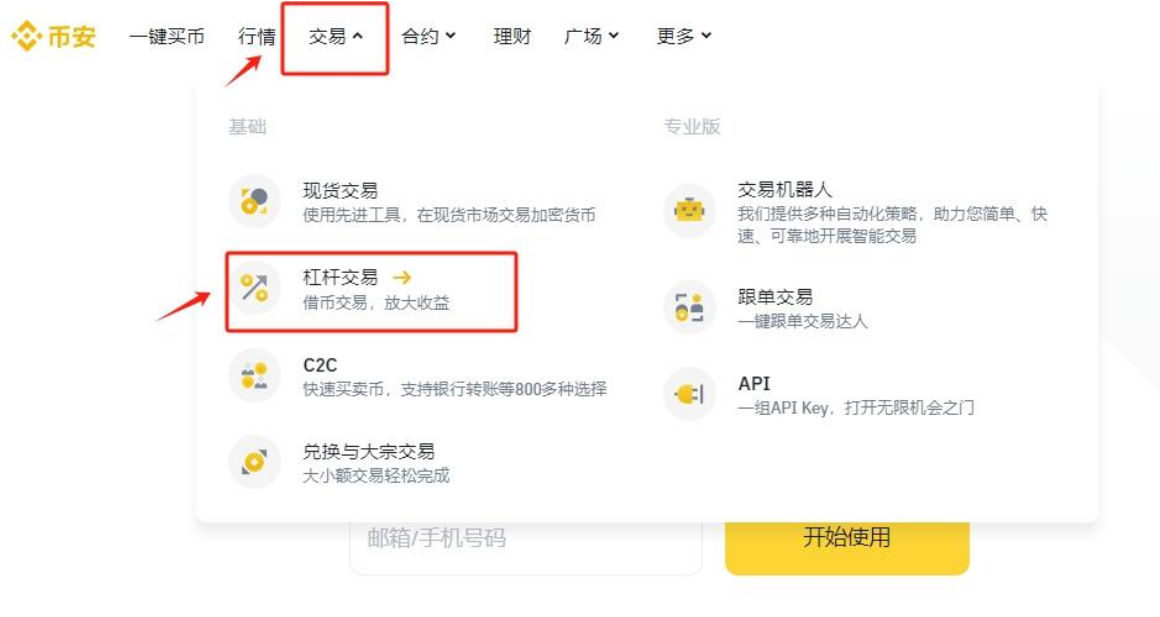 币安 一键买币 行情 交易 合约 理财 广场 更多
基础
现货交易
使用先进工具，在现货市场交易加密货币
杠杆交易
借币交易，放大收益
C2C
快速买卖币，支持银行转账等800多种选择
兑换与大宗交易
大小额交易轻松完成
专业版
交易机器人
我们提供多种自动化策略，助力您简单、快
速、可靠地开展智能交易
跟单交易
一键跟单交易达人
API
一组API Key，打开无限机会之门
邮箱/手机号码
开始使用